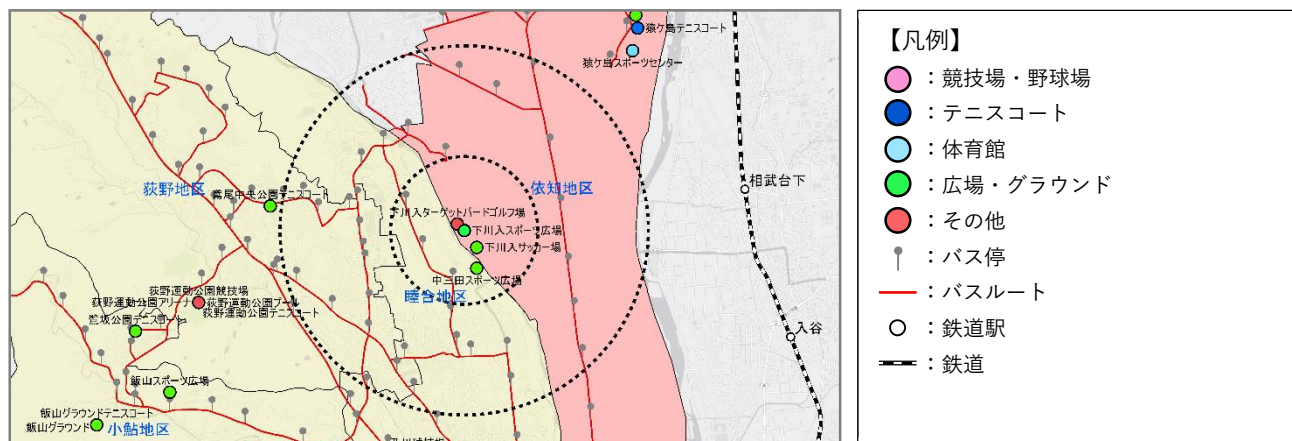 猿ケ島テニスコート
猿ケ島スポーツセンター
相武台下
荻野地区
依知地区
鳶尾中央公園テニスコート
下川入ターゲットバードゴルフ場
下川入スポーツ広場
下川入サッカー場
中三田スポーツ広場
睦合地区
荻野運動公園競技場
荻野運動公園アリーナ
荻野運動公園プール
荻野運動公園テニスコート
入谷
飯山スポーツ広場
飯山グラウンドテニスコート
飯山グラウンド
小鮎地区
【凡例】
：競技場・野球場
：テニスコート
：体育館
：広場・グラウンド
：その他
：バス停
：バスルート
：鉄道駅
：鉄道